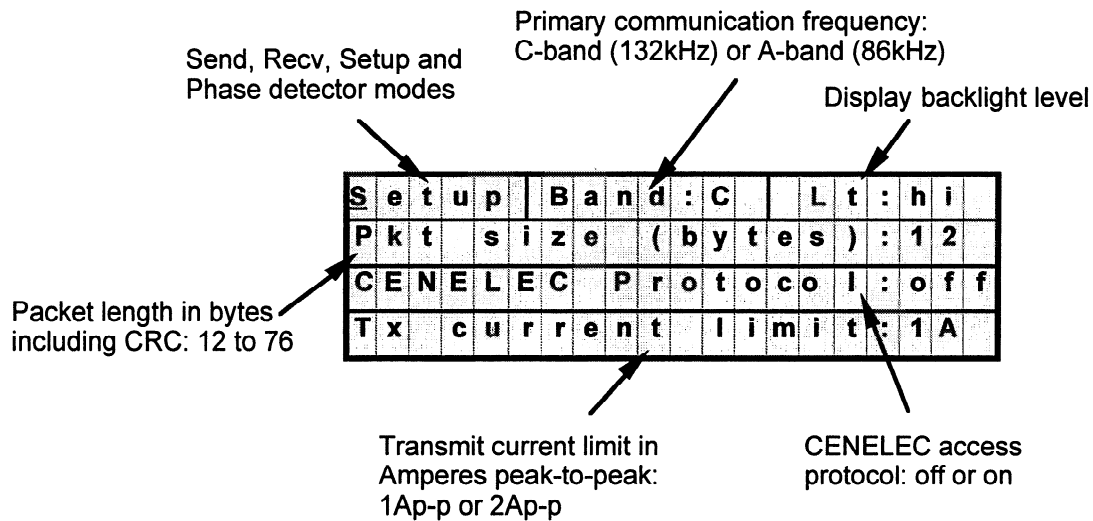 Primary communication frequency:
C-band (132kHz) or A-band (86kHz)
Send, Recv, Setup and
Phase detector modes
Display backlight level
Setup Band:C Lt:hi
Pkt size (bytes):12
CENELEC Protocol:off
Tx current limit:1A
Packet length in bytes
including CRC: 12 to 76
Transmit current limit in
Amperes peak-to-peak:
1Ap-p or 2Ap-p
CENELEC access
protocol: off or on